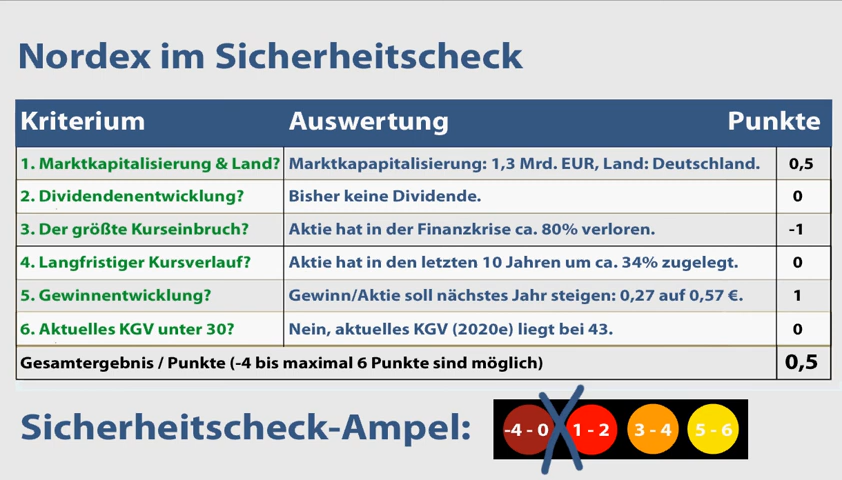 Nordex im Sicherheitscheck
Kriterium Auswertung Punkte
1. Marktkapitalisierung & Land? Marktkapapitalisierung: 1,3 Mrd. EUR, Land: Deutschland. 0,5
2. Dividendenentwicklung? Bisher keine Dividende. 0
3. Der größte Kurseinbruch? Aktie hat in der Finanzkrise ca. 80% verloren. -1
4. Langfristiger Kursverlauf? Aktie hat in den letzten 10 Jahren um ca. 34% zugelegt. 0
5. Gewinnentwicklung? Gewinn/Aktie soll nächstes Jahr steigen: 0,27 auf 0,57 €. 1
6. Aktuelles KGV unter 30? Nein, aktuelles KGV (2020e) liegt bei 43. 0
Gesamtergebnis / Punkte (-4 bis maximal 6 Punkte sind möglich) 0,5
Sicherheitscheck-Ampel: -4 - 0 1 - 2 3 - 4 5 - 6